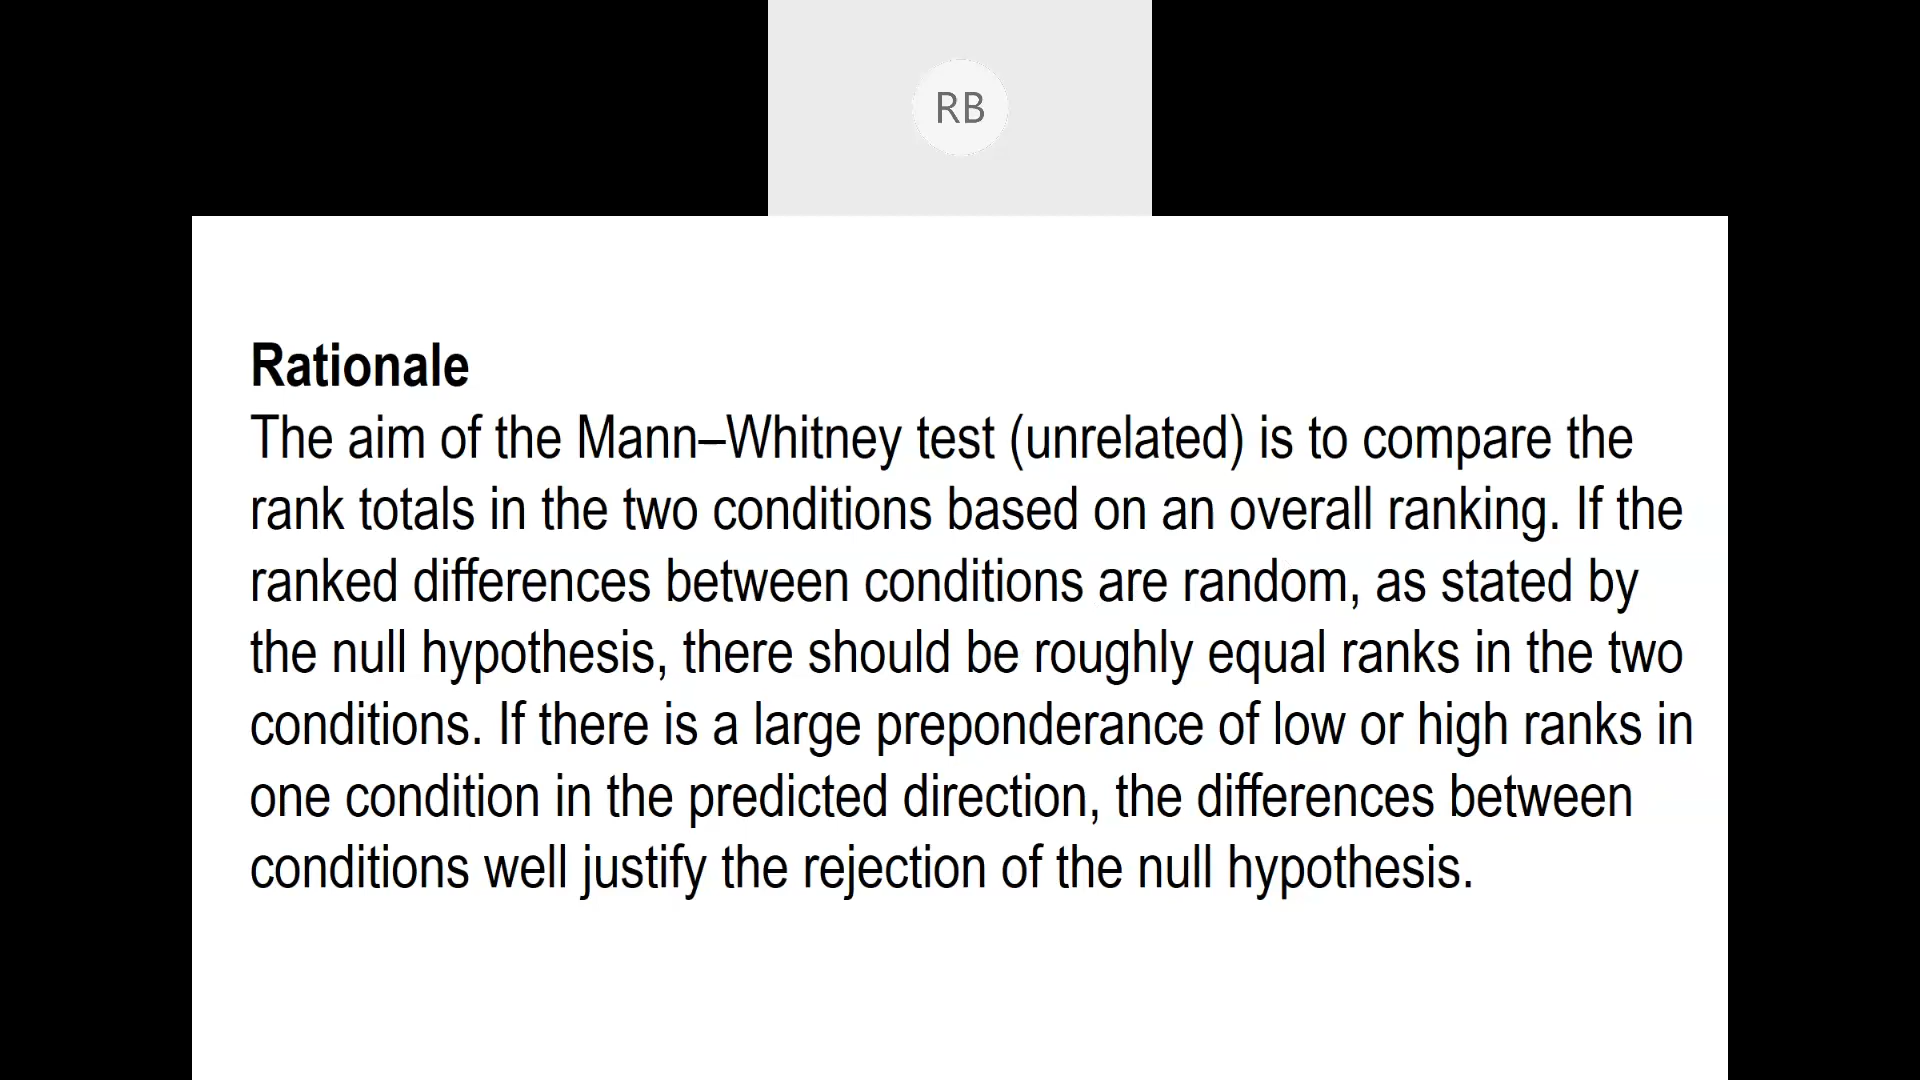 RB
Rationale
The aim of the Mann–Whitney test (unrelated) is to compare the
rank totals in the two conditions based on an overall ranking. If the
ranked differences between conditions are random, as stated by
the null hypothesis, there should be roughly equal ranks in the two
conditions. If there is a large preponderance of low or high ranks in
one condition in the predicted direction, the differences between
conditions well justify the rejection of the null hypothesis.